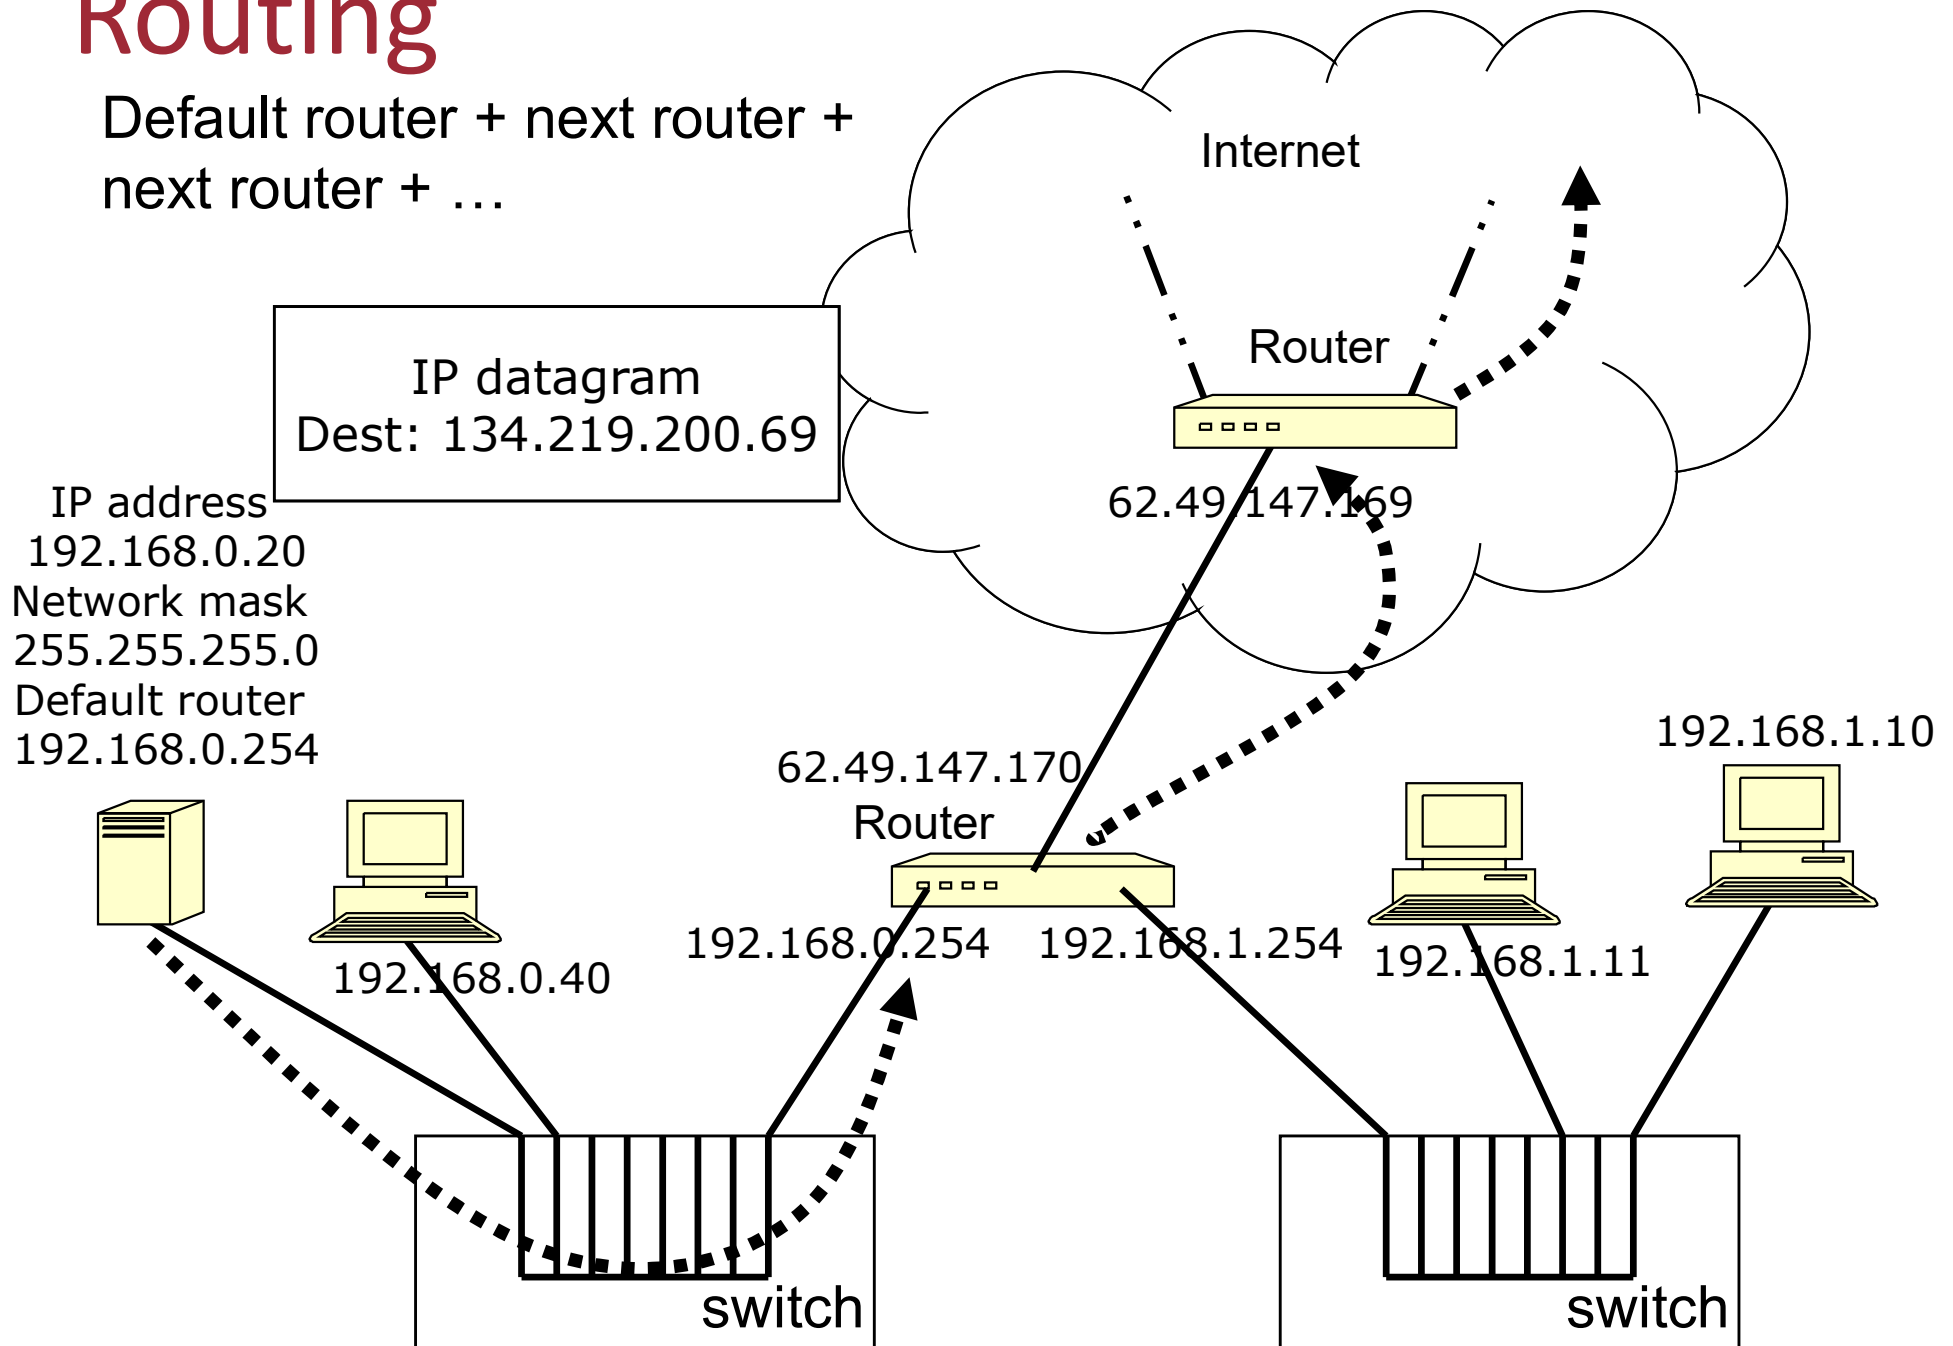 Routing
Default router + next router +
next router + …
Internet
Router
IP datagram
Dest: 134.219.200.69
62.49.147.169
IP address
192.168.0.20
Network mask
255.255.255.0
Default router
192.168.0.254
192.168.1.10
62.49.147.170
Router
192.168.0.254
192.168.1.254
192.168.1.11
192.168.0.40
switch
switch